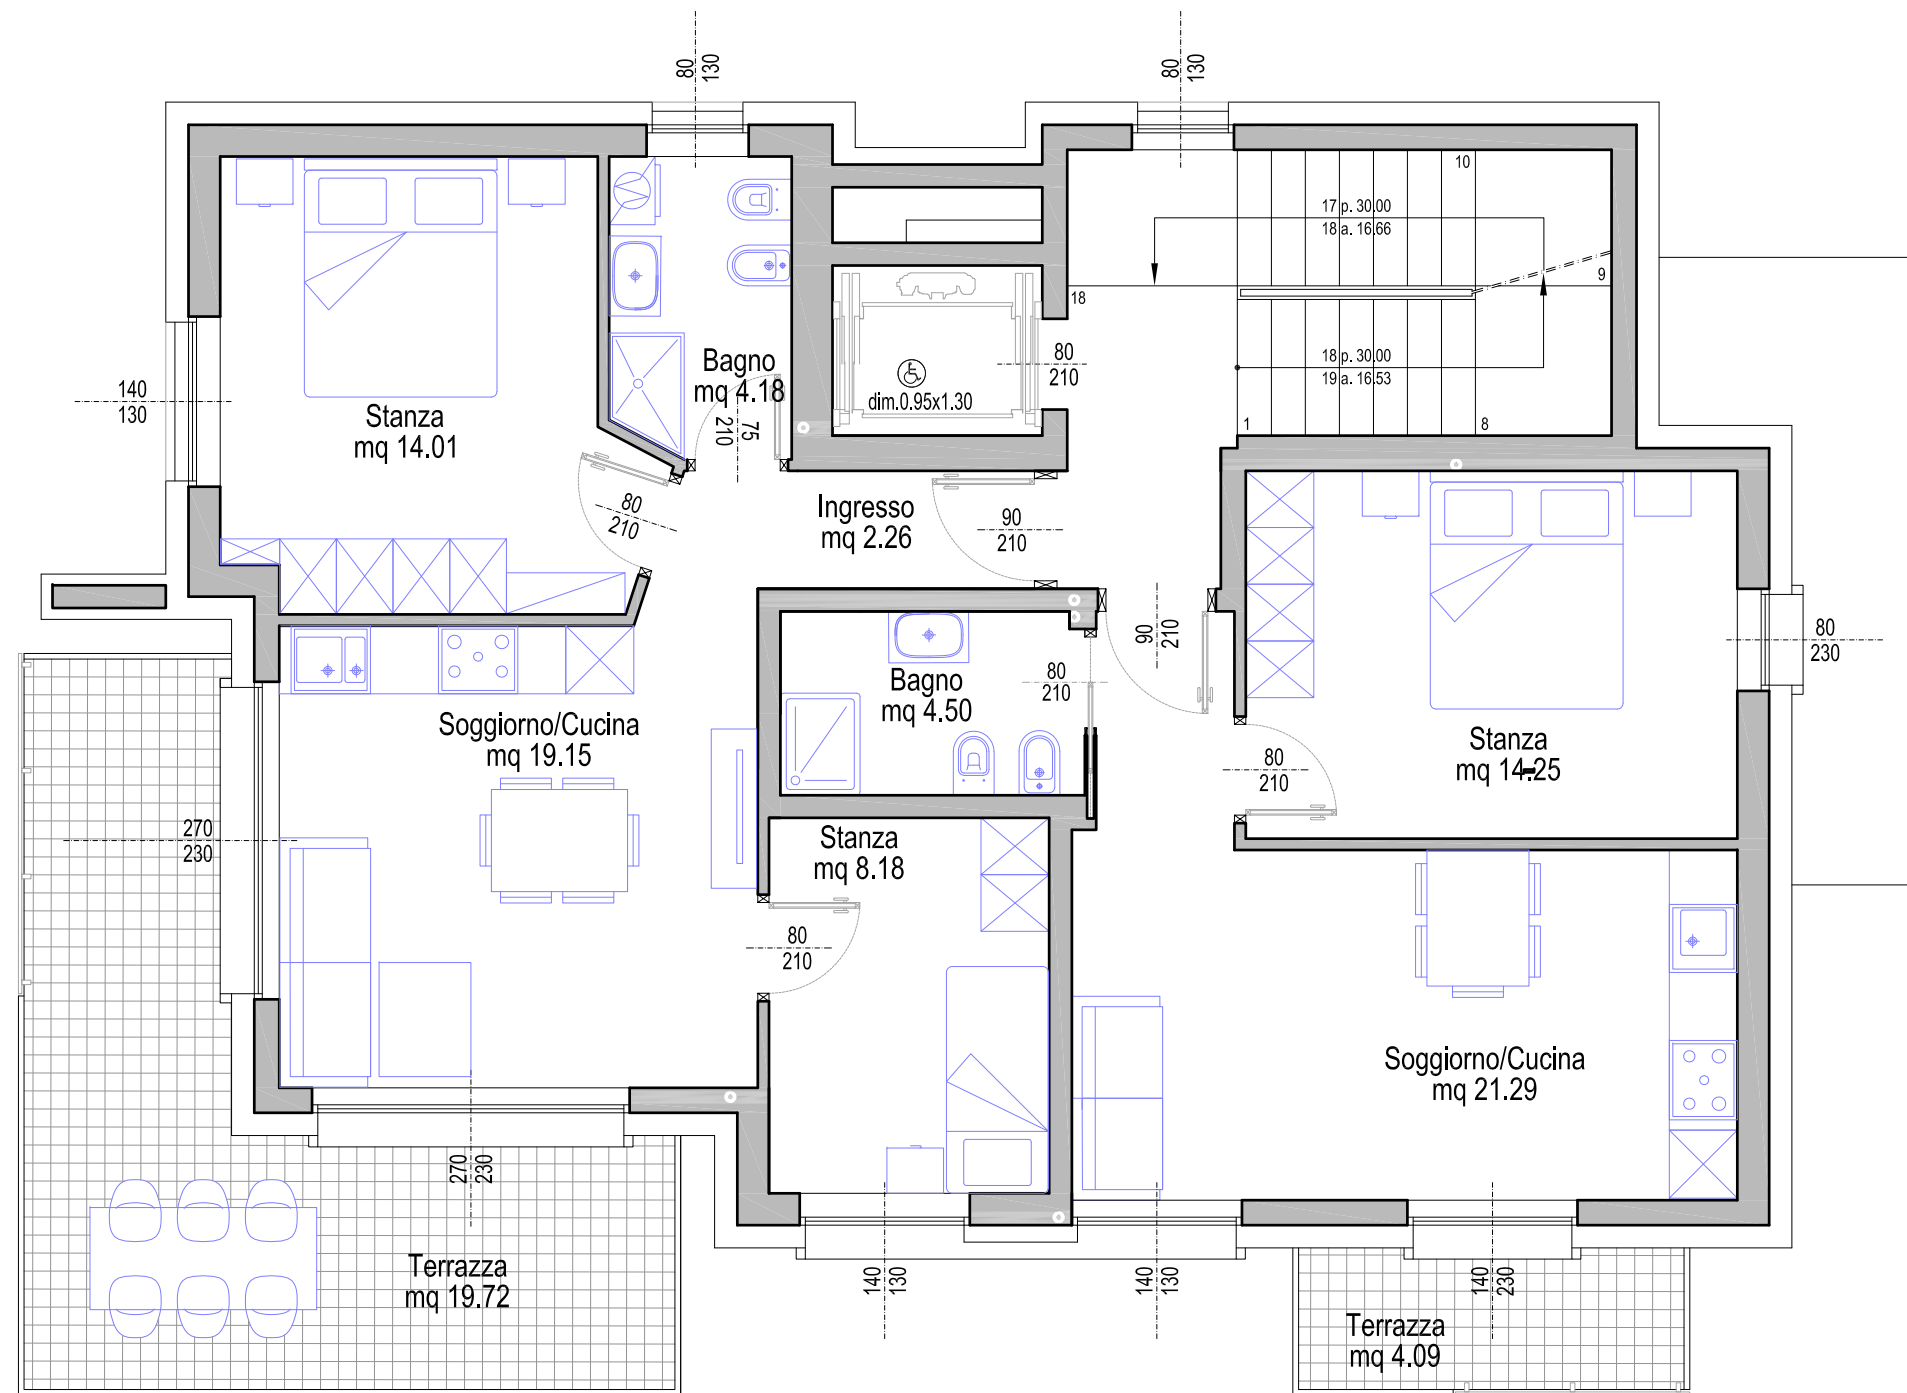 80
130
80
130
10
17 p. 30.00
18 a. 16.66
9
18
18 p. 30.00
19 a. 16.53
1
8
80
210
dim.0.95x1.30
Bagno
mq 4.18
75
210
140
130
Stanza
mq 14.01
80
210
Ingresso
mq 2.26
90
210
90
210
80
230
Bagno
mq 4.50
80
210
Soggiorno/Cucina
mq 19.15
Stanza
mq 14.25
80
210
270
230
Stanza
mq 8.18
80
210
Soggiorno/Cucina
mq 21.29
270
230
Terrazza
mq 19.72
140
130
140
130
140
230
Terrazza
mq 4.09